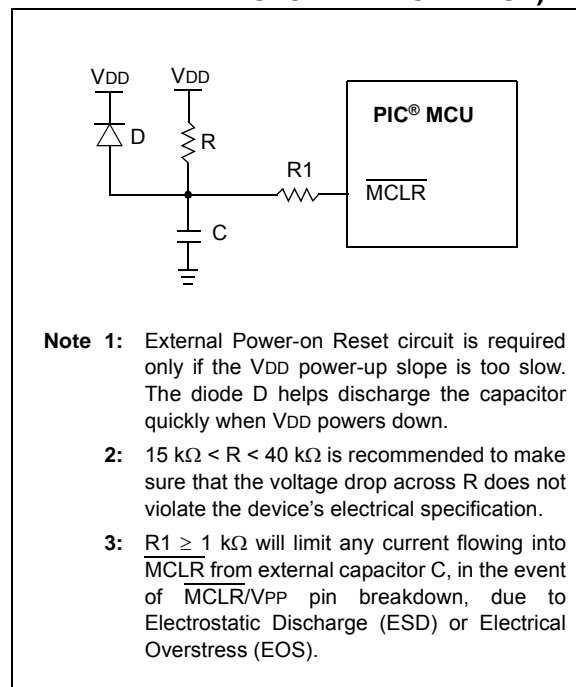 VDD VDD
D
R
R1
C
PIC® MCU
MCLR
Note 1: External Power-on Reset circuit is required
only if the VDD power-up slope is too slow.
The diode D helps discharge the capacitor
quickly when VDD powers down.
2: 15 kΩ < R < 40 kΩ is recommended to make
sure that the voltage drop across R does not
violate the device's electrical specification.
3: R1 ≥ 1 kΩ will limit any current flowing into
MCLR from external capacitor C, in the event
of MCLR/VPP pin breakdown, due to
Electrostatic Discharge (ESD) or Electrical
Overstress (EOS).